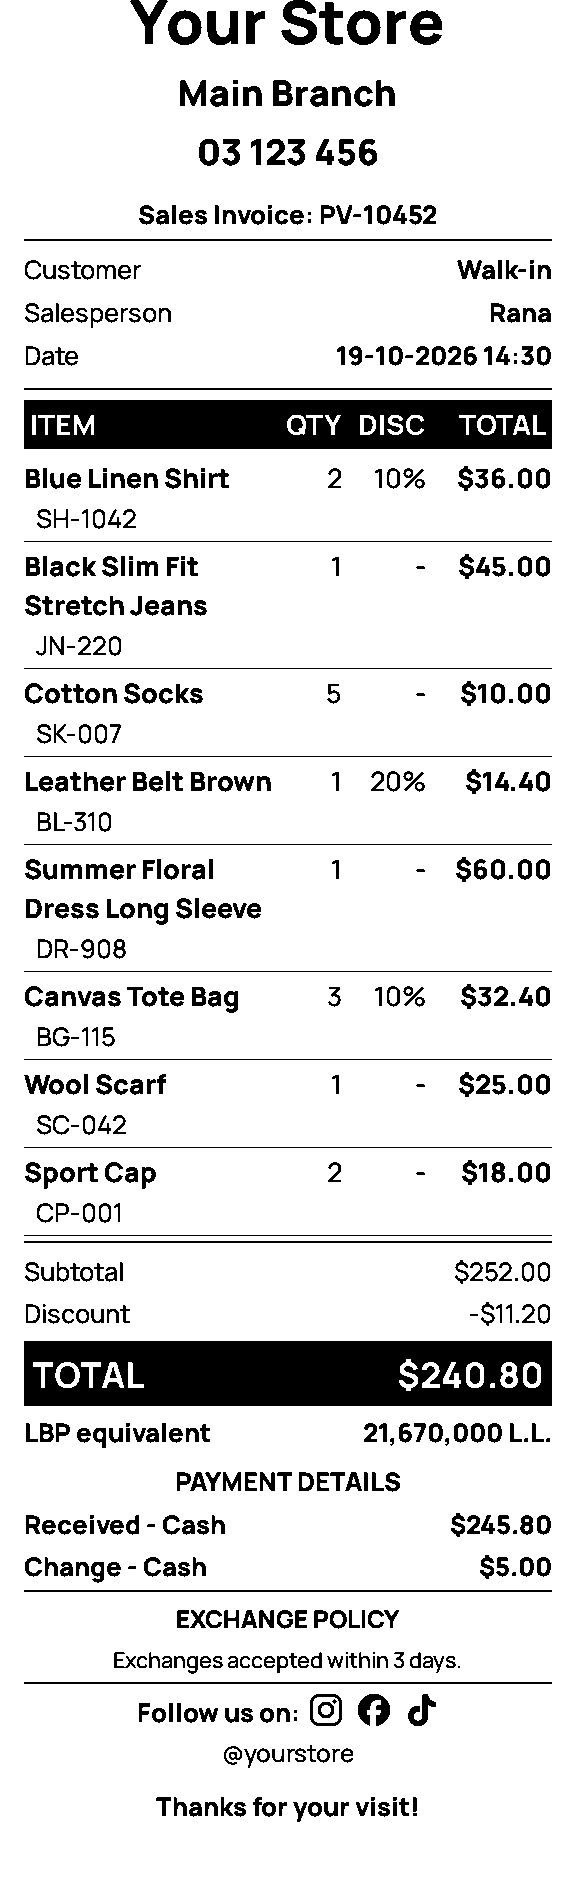 Your Store
Main Branch
03 123 456
Sales Invoice: PV-10452
Customer Walk-in
Salesperson Rana
Date 19-10-2026 14:30
ITEM QTY DISC TOTAL
Blue Linen Shirt 2 10% $36.00
SH-1042
Black Slim Fit 1 - $45.00
Stretch Jeans
JN-220
Cotton Socks 5 - $10.00
SK-007
Leather Belt Brown 1 20% $14.40
BL-310
Summer Floral 1 - $60.00
Dress Long Sleeve
DR-908
Canvas Tote Bag 3 10% $32.40
BG-115
Wool Scarf 1 - $25.00
SC-042
Sport Cap 2 - $18.00
CP-001
Subtotal $252.00
Discount -$11.20
TOTAL $240.80
LBP equivalent 21,670,000 L.L.
PAYMENT DETAILS
Received - Cash $245.80
Change - Cash $5.00
EXCHANGE POLICY
Exchanges accepted within 3 days.
Follow us on:
@yourstore
Thanks for your visit!